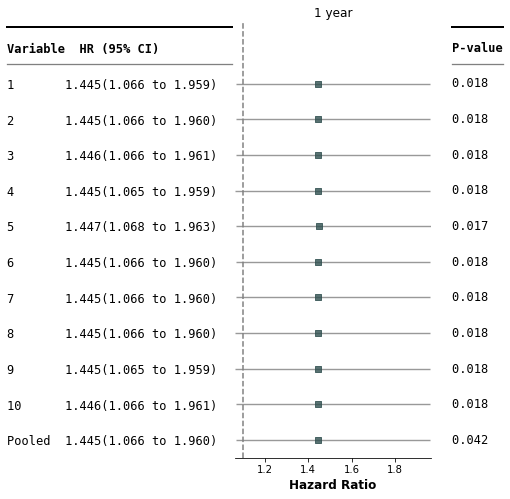 1 year
Variable HR (95% CI) P-value
1 1.445(1.066 to 1.959) 0.018
2 1.445(1.066 to 1.960) 0.018
3 1.446(1.066 to 1.961) 0.018
4 1.445(1.065 to 1.959) 0.018
5 1.447(1.068 to 1.963) 0.017
6 1.445(1.066 to 1.960) 0.018
7 1.445(1.066 to 1.960) 0.018
8 1.445(1.066 to 1.960) 0.018
9 1.445(1.065 to 1.959) 0.018
10 1.446(1.066 to 1.961) 0.018
Pooled 1.445(1.066 to 1.960) 0.042
1.2 1.4 1.6 1.8
Hazard Ratio